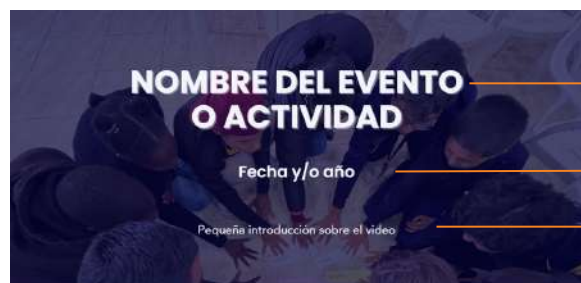 NOMBRE DEL EVENTO
O ACTIVIDAD
Fecha y/o año
Pequeña introducción sobre el video